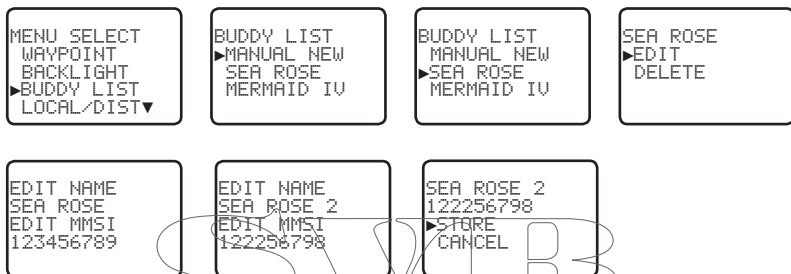 MENU SELECT
WAYPOINT
BACKLIGHT
►BUDDY LIST
LOCAL/DIST▼
BUDDY LIST
►MANUAL NEW
SEA ROSE
MERMAID IV
BUDDY LIST
MANUAL NEW
►SEA ROSE
MERMAID IV
SEA ROSE
►EDIT
DELETE
EDIT NAME
SEA ROSE
EDIT MMSI
123456789
EDIT NAME
SEA ROSE 2
EDIT MMSI
122256798
SEA ROSE 2
122256798
►STORE
CANCEL
SVB